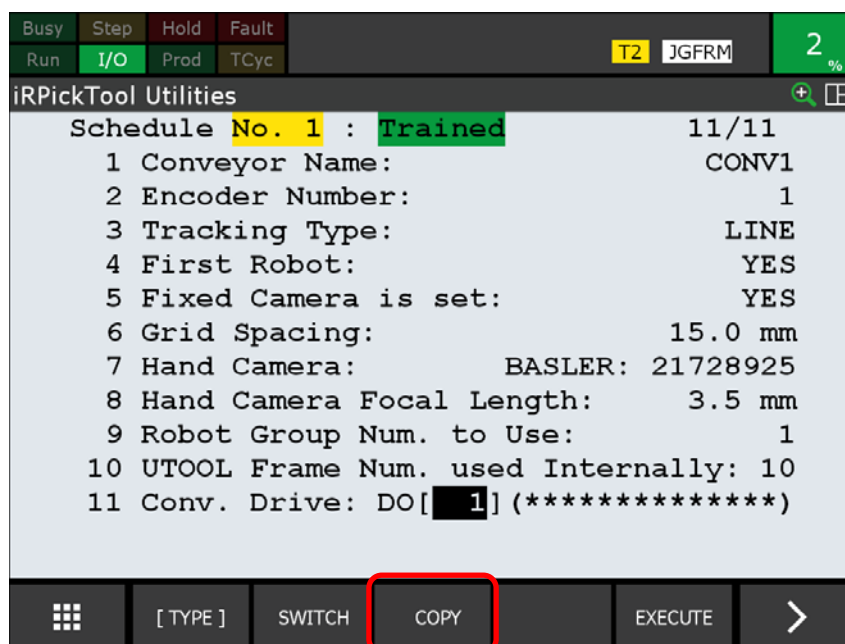 Busy Step Hold Fault
Run I/O Prod TCyc T2 JGFRM 2 %
iRPickTool Utilities
Schedule No. 1 : Trained 11/11
1 Conveyor Name: CONV1
2 Encoder Number: 1
3 Tracking Type: LINE
4 First Robot: YES
5 Fixed Camera is set: YES
6 Grid Spacing: 15.0 mm
7 Hand Camera: BASLER: 21728925
8 Hand Camera Focal Length: 3.5 mm
9 Robot Group Num. to Use: 1
10 UTOOL Frame Num. used Internally: 10
11 Conv. Drive: DO[ 1](***************)
[ TYPE ] SWITCH COPY EXECUTE >